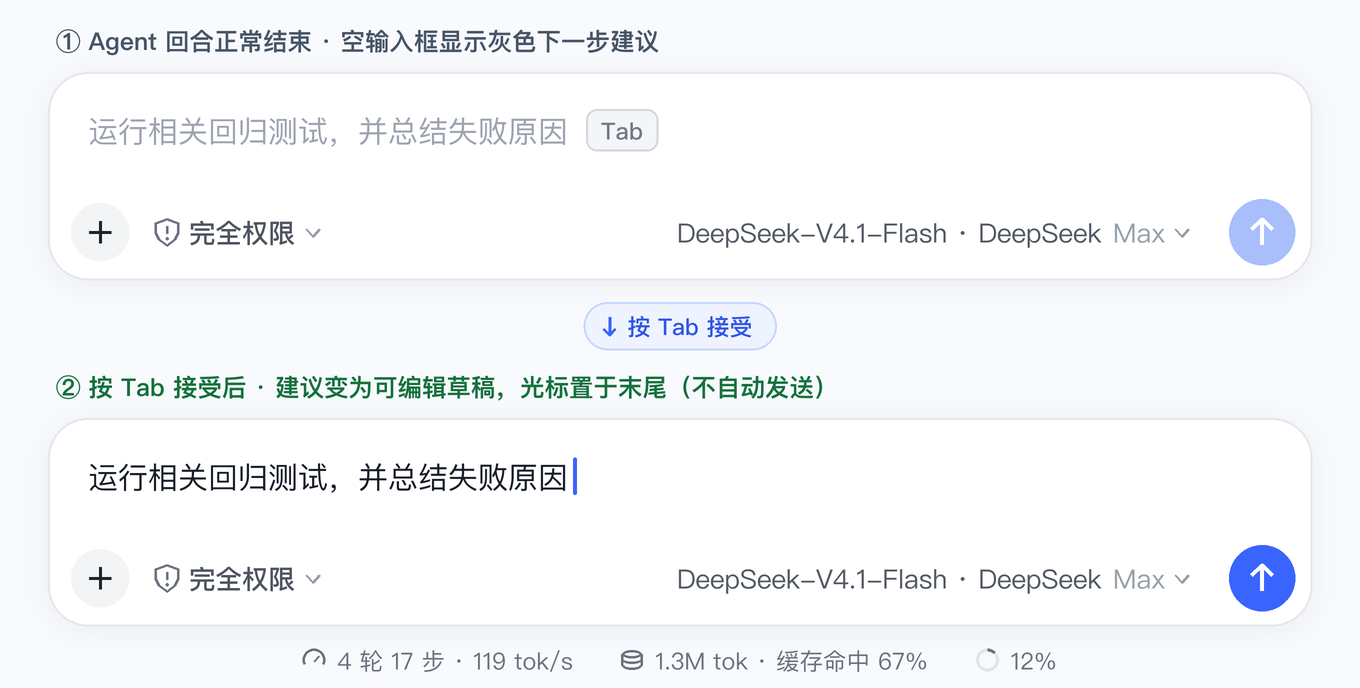 ① Agent 回合正常结束 · 空输入框显示灰色下一步建议
运行相关回归测试，并总结失败原因 Tab
完全权限 DeepSeek-V4.1-Flash · DeepSeek Max
↓ 按 Tab 接受
② 按 Tab 接受后 · 建议变为可编辑草稿，光标置于末尾（不自动发送）
运行相关回归测试，并总结失败原因
完全权限 DeepSeek-V4.1-Flash · DeepSeek Max
4 轮 17 步 · 119 tok/s 1.3M tok · 缓存命中 67% 12%